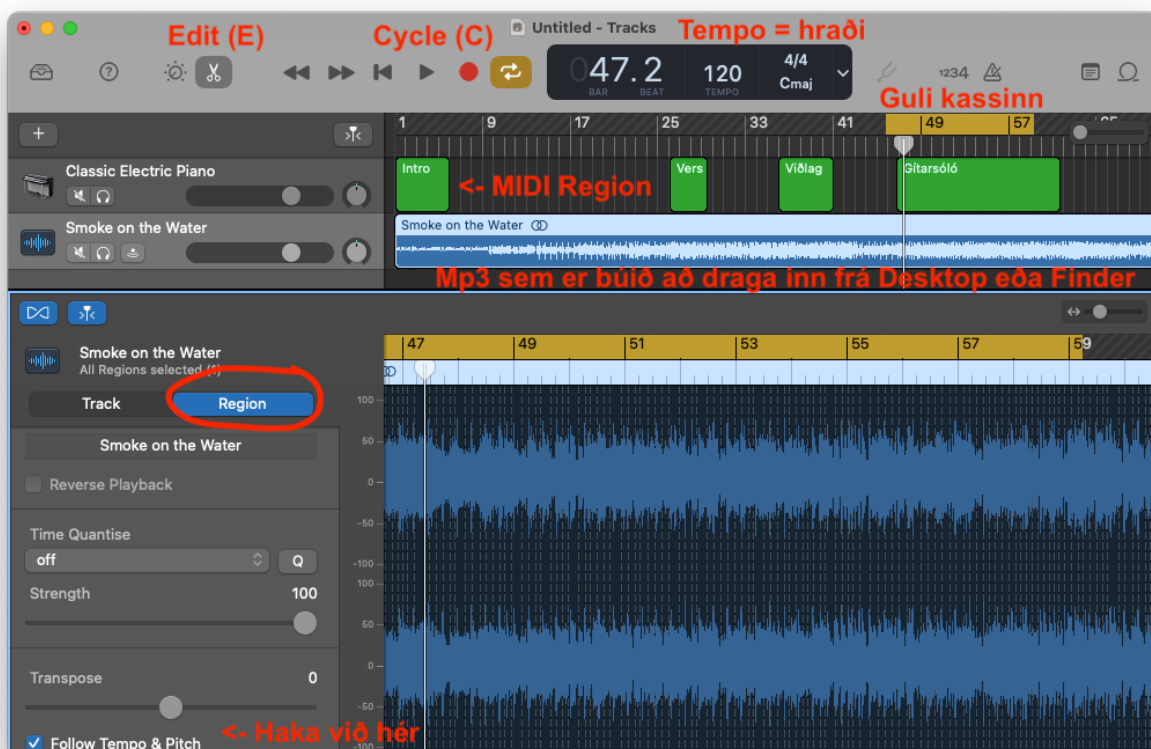 Untitled - Tracks
Edit (E)
Cycle (C)
Tempo = hraði
047.2
BAR
BEAT
120
TEMPO
4/4
Cmaj
1234
Guli kassinn
1
9
17
25
33
41
49
57
Classic Electric Piano
Intro
<- MIDI Region
Vers
Viðlag
Gítarsóló
Smoke on the Water
Smoke on the Water
Mp3 sem er búið að draga inn frá Desktop eða Finder
47
49
51
53
55
57
59
Smoke on the Water
All Regions selected (1)
Track
Region
Smoke on the Water
Reverse Playback
Time Quantise
off
Q
Strength
100
Transpose
0
<- Haka við hér
Follow Tempo & Pitch
100
50
0
-50
-100
100
50
0
-50
-100